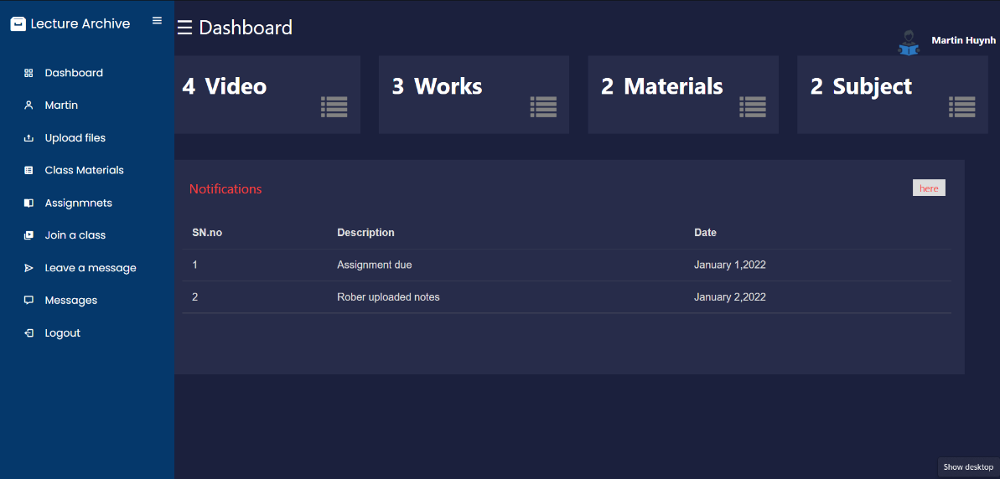 Lecture Archive
Dashboard
Martin
Upload files
Class Materials
Assignmnets
Join a class
Leave a message
Messages
Logout
☰ Dashboard
Martin Huynh
4 Video
3 Works
2 Materials
2 Subject
Notifications
here
SN.no Description Date
1 Assignment due January 1,2022
2 Rober uploaded notes January 2,2022
Show desktop